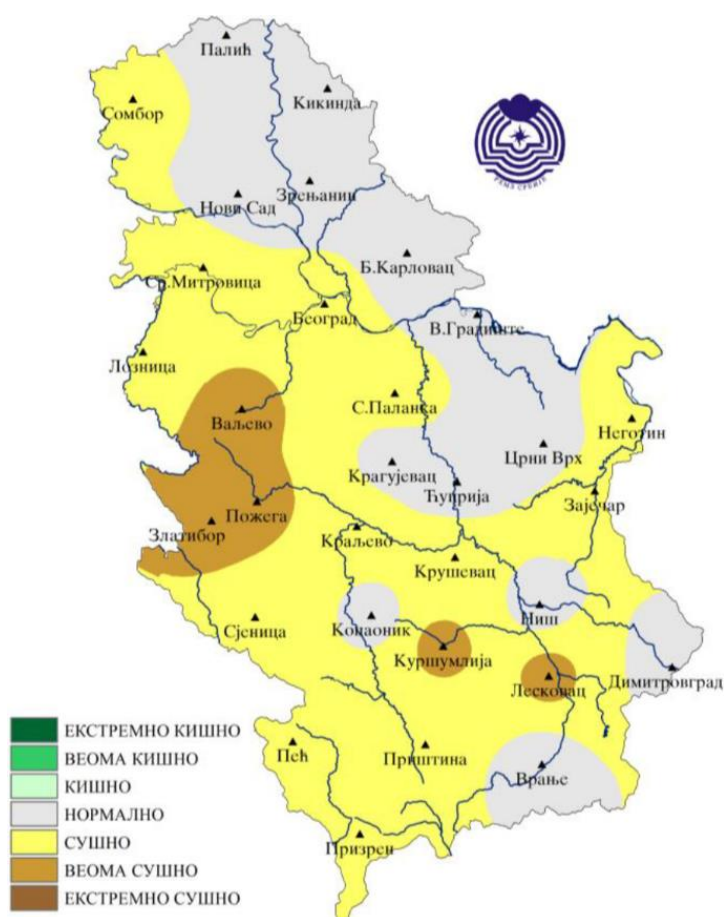 Палић
Кикинда
Сомбор
Зрењанин
Нови Сад
Б.Карловац
Ср.Митровица
Београд
В.Градиште
Лозница
С.Паланка
Ваљево
Неготин
Црни Врх
Крагујевац
Ћуприја
Зајечар
Пожега
Златибор
Краљево
Крушевац
Сјеница
Копаоник
Ниш
Куршумлија
Лесковац
Димитровград
Пећ
Приштина
Врање
Призрен
ЕКСТРЕМНО КИШНО
ВЕОМА КИШНО
КИШНО
НОРМАЛНО
СУШНО
ВЕОМА СУШНО
ЕКСТРЕМНО СУШНО